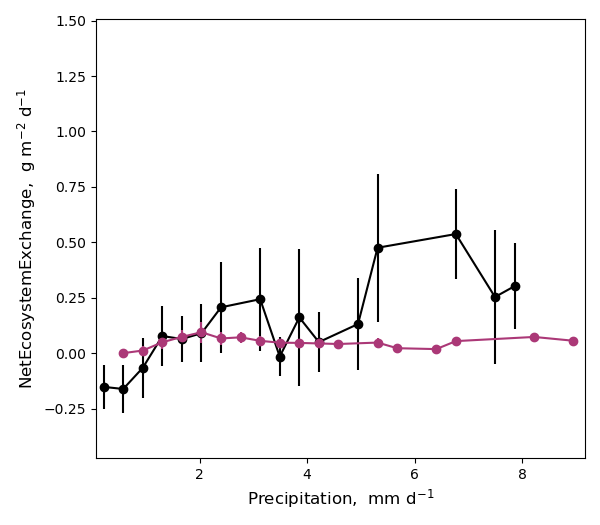 1.50
1.25
1.00
0.75
0.50
0.25
0.00
−0.25
NetEcosystemExchange, g m⁻² d⁻¹
2 4 6 8
Precipitation, mm d⁻¹